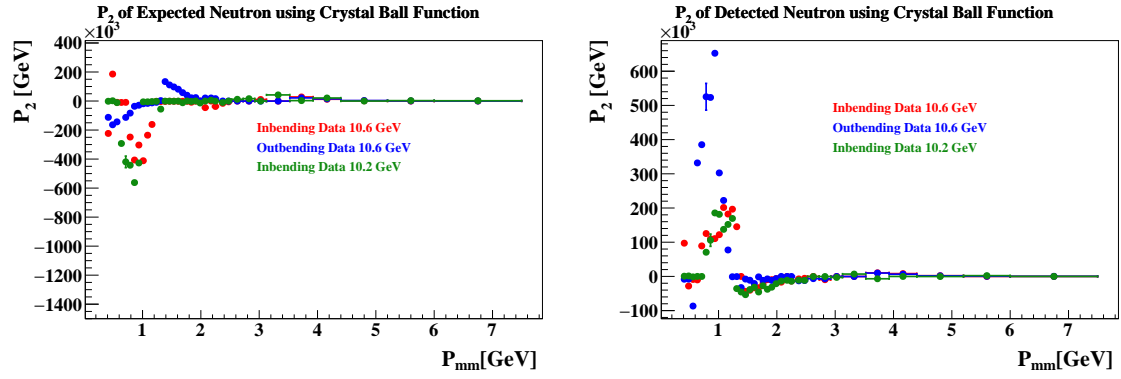 P2 of Expected Neutron using Crystal Ball Function
×10³
P2 [GeV]
400
200
0
−200
−400
−600
−800
−1000
−1200
−1400
Inbending Data 10.6 GeV
Outbending Data 10.6 GeV
Inbending Data 10.2 GeV
1 2 3 4 5 6 7
Pmm[GeV]
P2 of Detected Neutron using Crystal Ball Function
×10³
P2 [GeV]
600
500
400
300
200
100
0
−100
Inbending Data 10.6 GeV
Outbending Data 10.6 GeV
Inbending Data 10.2 GeV
1 2 3 4 5 6 7
Pmm[GeV]